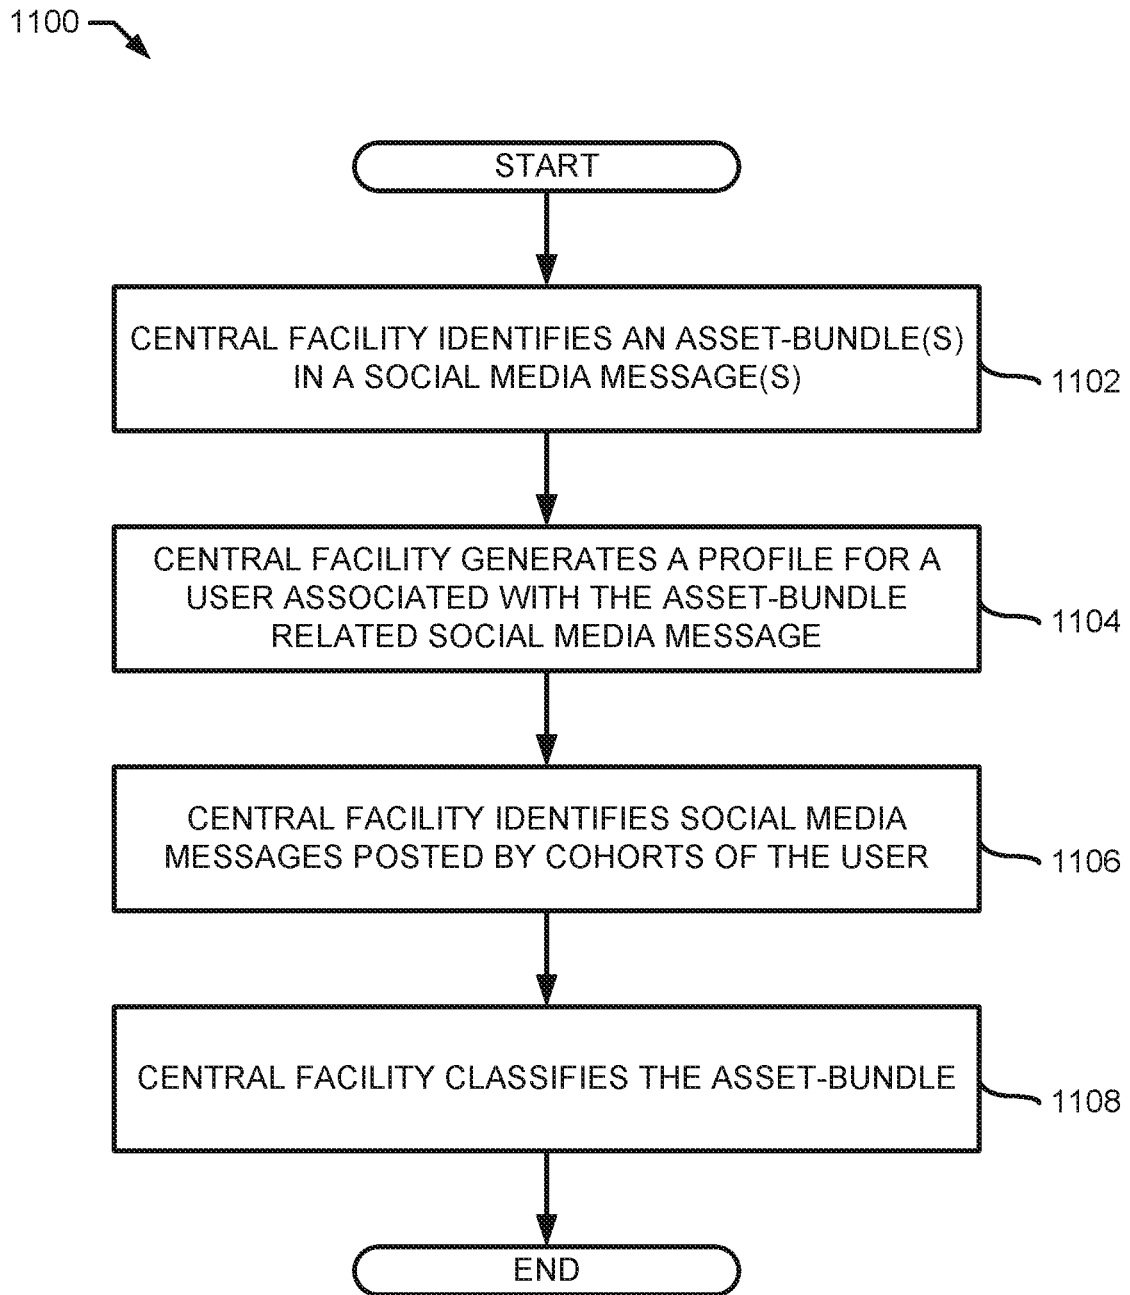 1100
START
CENTRAL FACILITY IDENTIFIES AN ASSET-BUNDLE(S)
IN A SOCIAL MEDIA MESSAGE(S)
1102
CENTRAL FACILITY GENERATES A PROFILE FOR A
USER ASSOCIATED WITH THE ASSET-BUNDLE
RELATED SOCIAL MEDIA MESSAGE
1104
CENTRAL FACILITY IDENTIFIES SOCIAL MEDIA
MESSAGES POSTED BY COHORTS OF THE USER
1106
CENTRAL FACILITY CLASSIFIES THE ASSET-BUNDLE
1108
END